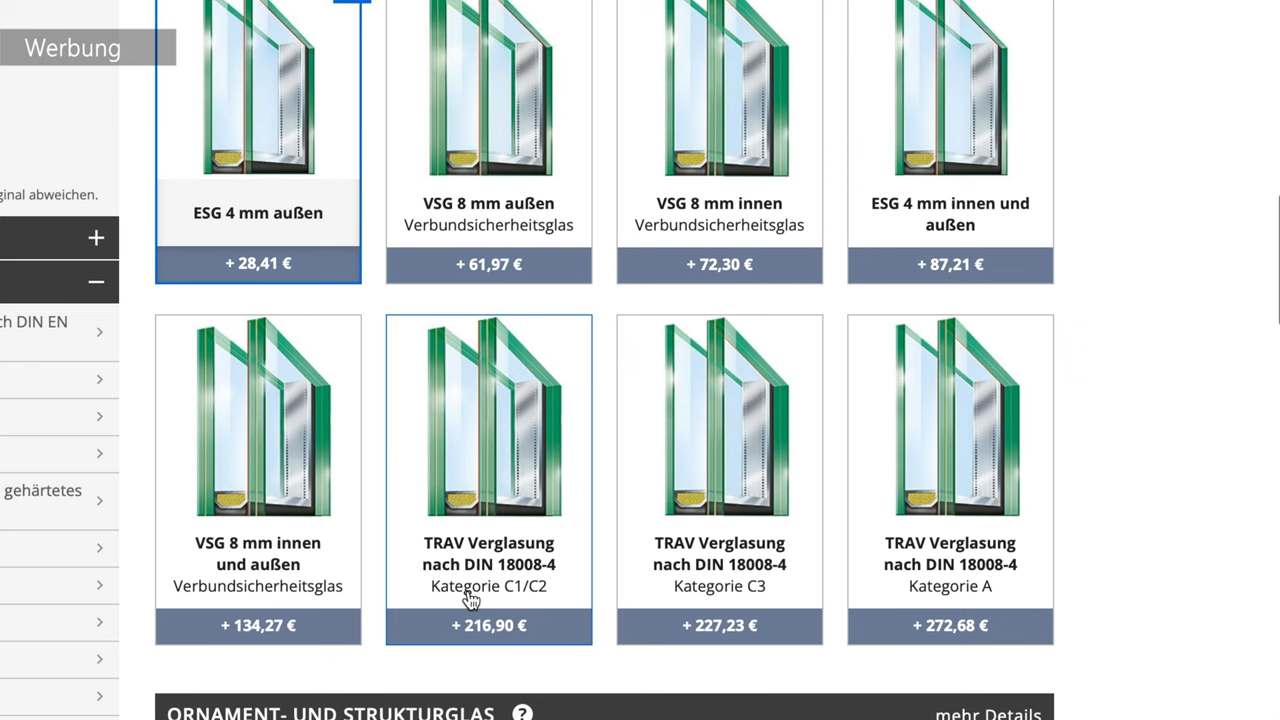 Werbung
ginal abweichen.
+
−
ch DIN EN
gehärtetes
ESG 4 mm außen
+ 28,41 €
VSG 8 mm außen
Verbundsicherheitsglas
+ 61,97 €
VSG 8 mm innen
Verbundsicherheitsglas
+ 72,30 €
ESG 4 mm innen und
außen
+ 87,21 €
VSG 8 mm innen
und außen
Verbundsicherheitsglas
+ 134,27 €
TRAV Verglasung
nach DIN 18008-4
Kategorie C1/C2
+ 216,90 €
TRAV Verglasung
nach DIN 18008-4
Kategorie C3
+ 227,23 €
TRAV Verglasung
nach DIN 18008-4
Kategorie A
+ 272,68 €
ORNAMENT- UND STRUKTURGLAS ?
mehr Details